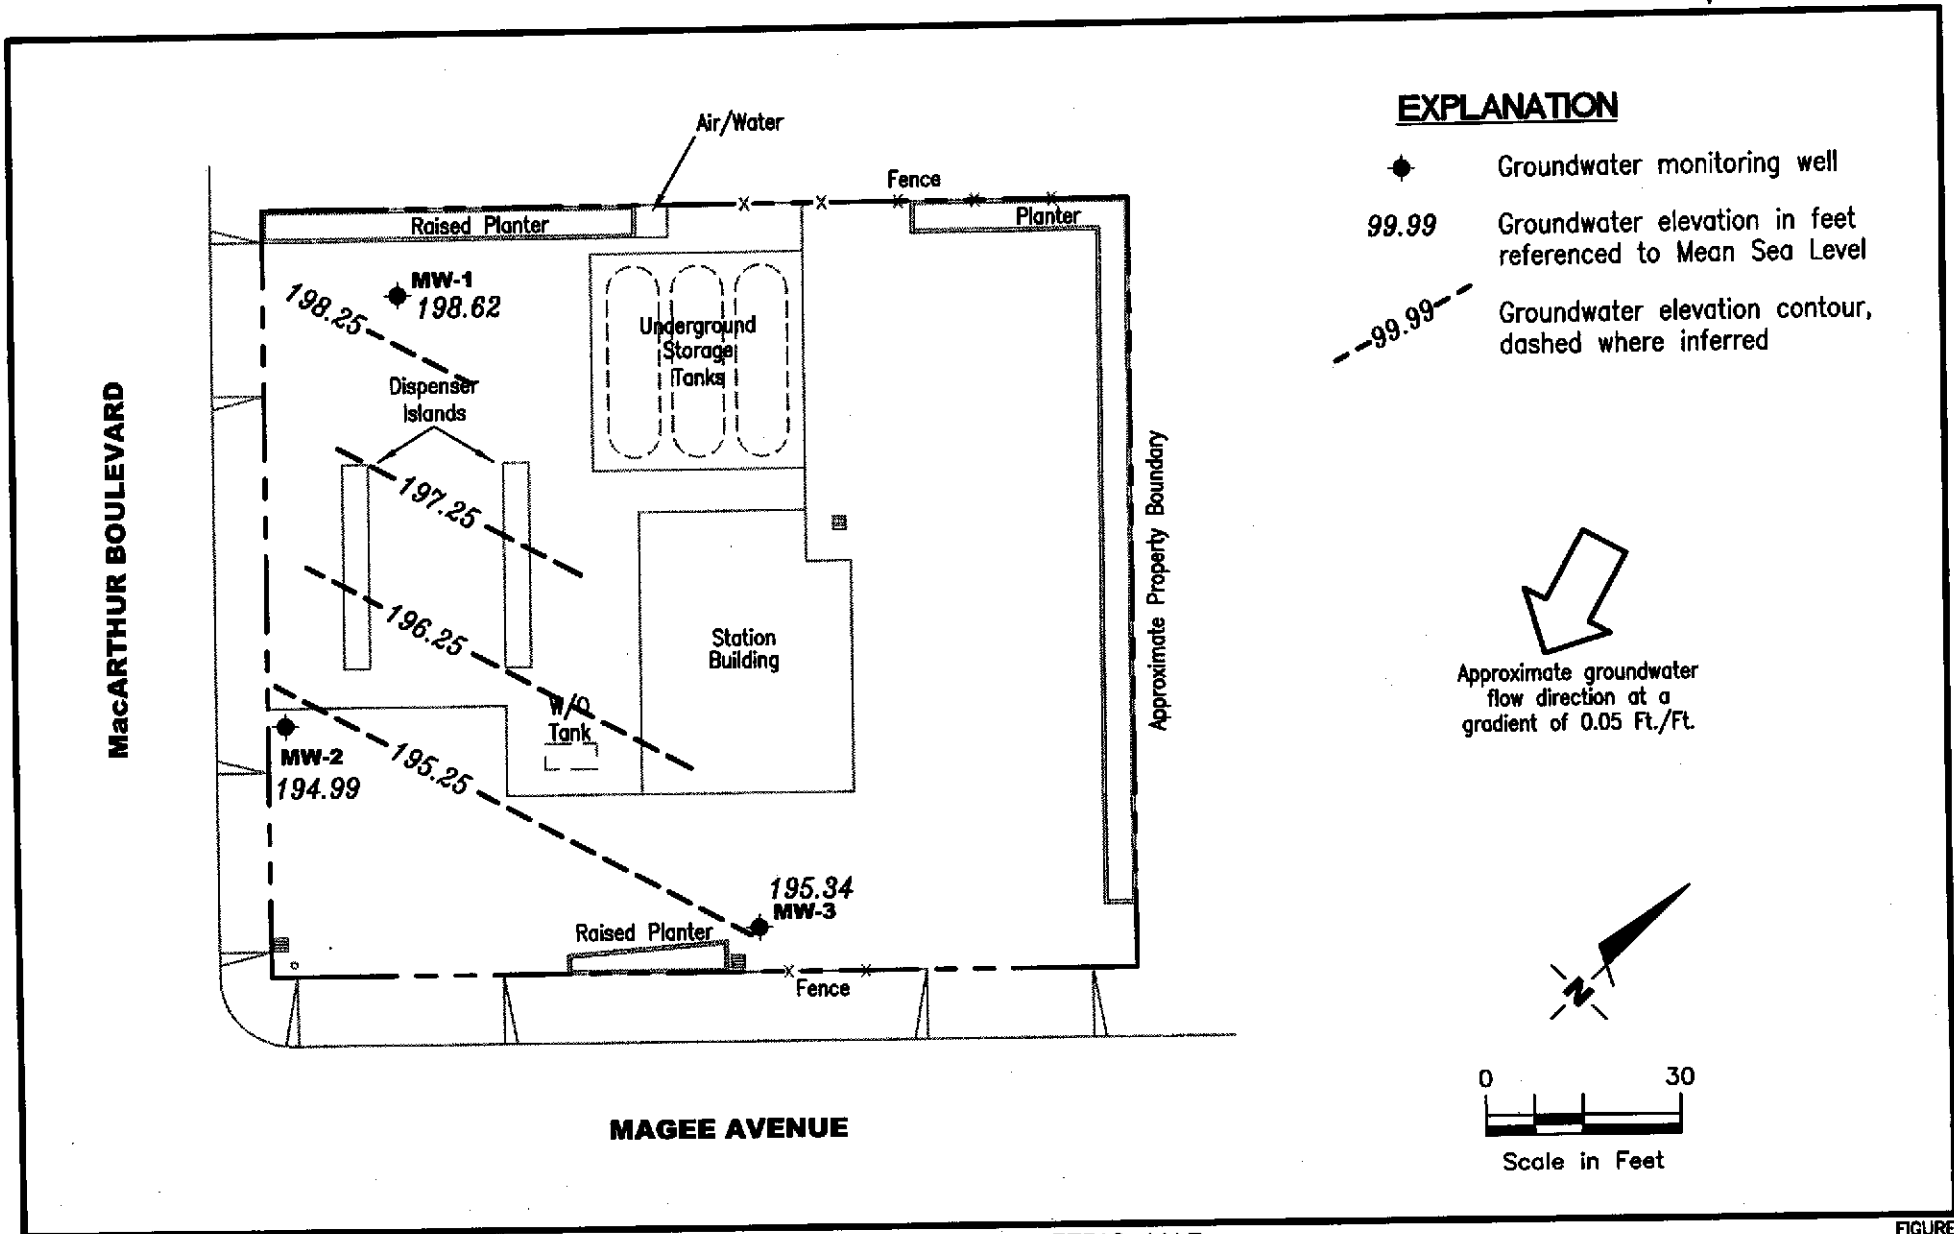 EXPLANATION
Groundwater monitoring well
99.99
Groundwater elevation in feet
referenced to Mean Sea Level
99.99
Groundwater elevation contour,
dashed where inferred
Air/Water
Fence
Raised Planter
Planter
MW-1
198.62
198.25
Underground
Storage
Tanks
Dispenser
Islands
197.25
196.25
Station
Building
W/O
Tank
MW-2
194.99
195.25
195.34
MW-3
Raised Planter
Fence
MacARTHUR BOULEVARD
Approximate Property Boundary
MAGEE AVENUE
Approximate groundwater
flow direction at a
gradient of 0.05 Ft./Ft.
N
0 30
Scale in Feet
FIGURE